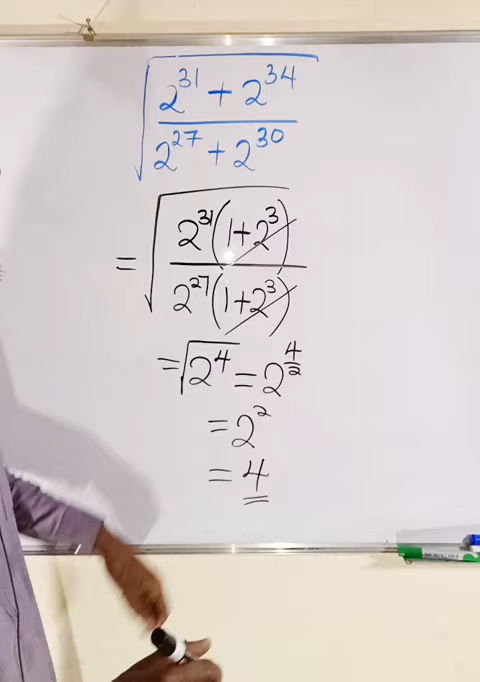 √((2^31 + 2^34)/(2^27 + 2^30))
= √((2^31(1+2^3))/(2^27(1+2^3)))
= √(2^4) = 2^(4/2)
= 2^2
= 4